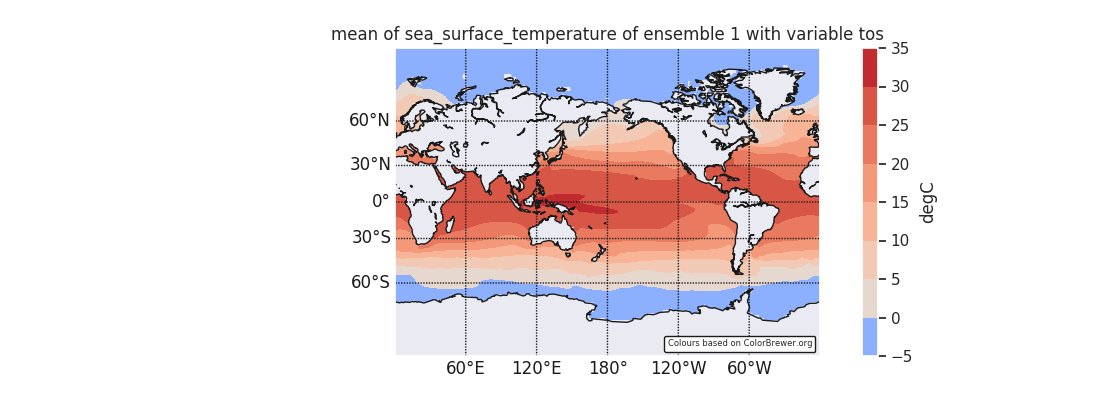 mean of sea_surface_temperature of ensemble 1 with variable tos
60°N
30°N
0°
30°S
60°S
60°E 120°E 180° 120°W 60°W
Colours based on ColorBrewer.org
35
30
25
20
15
10
5
0
−5
degC